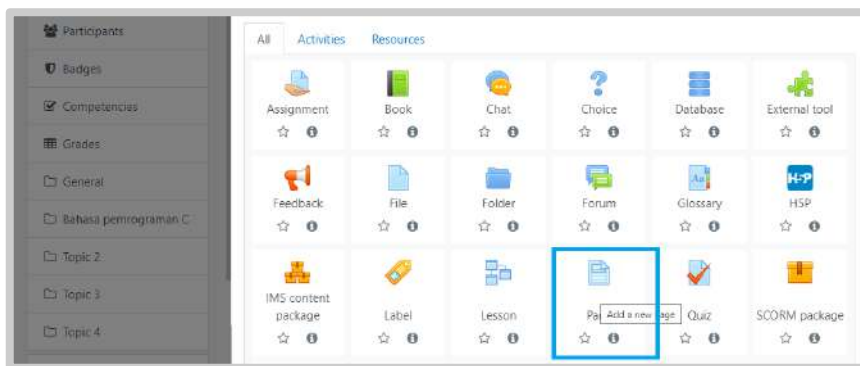 Participants
Badges
Competencies
Grades
General
Bahasa pemrograman C
Topic 2
Topic 3
Topic 4
All Activities Resources
Assignment Book Chat Choice Database External tool
Feedback File Folder Forum Glossary H5P
H5P
IMS content
package Label Lesson Add a new page Quiz SCORM package